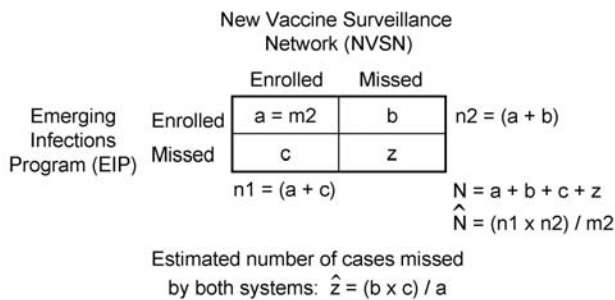 New Vaccine Surveillance
Network (NVSN)
Enrolled Missed
Emerging
Infections
Program (EIP)
Enrolled a = m2 b n2 = (a + b)
Missed c z
n1 = (a + c)
N = a + b + c + z
N̂ = (n1 x n2) / m2
Estimated number of cases missed
by both systems: ẑ = (b x c) / a